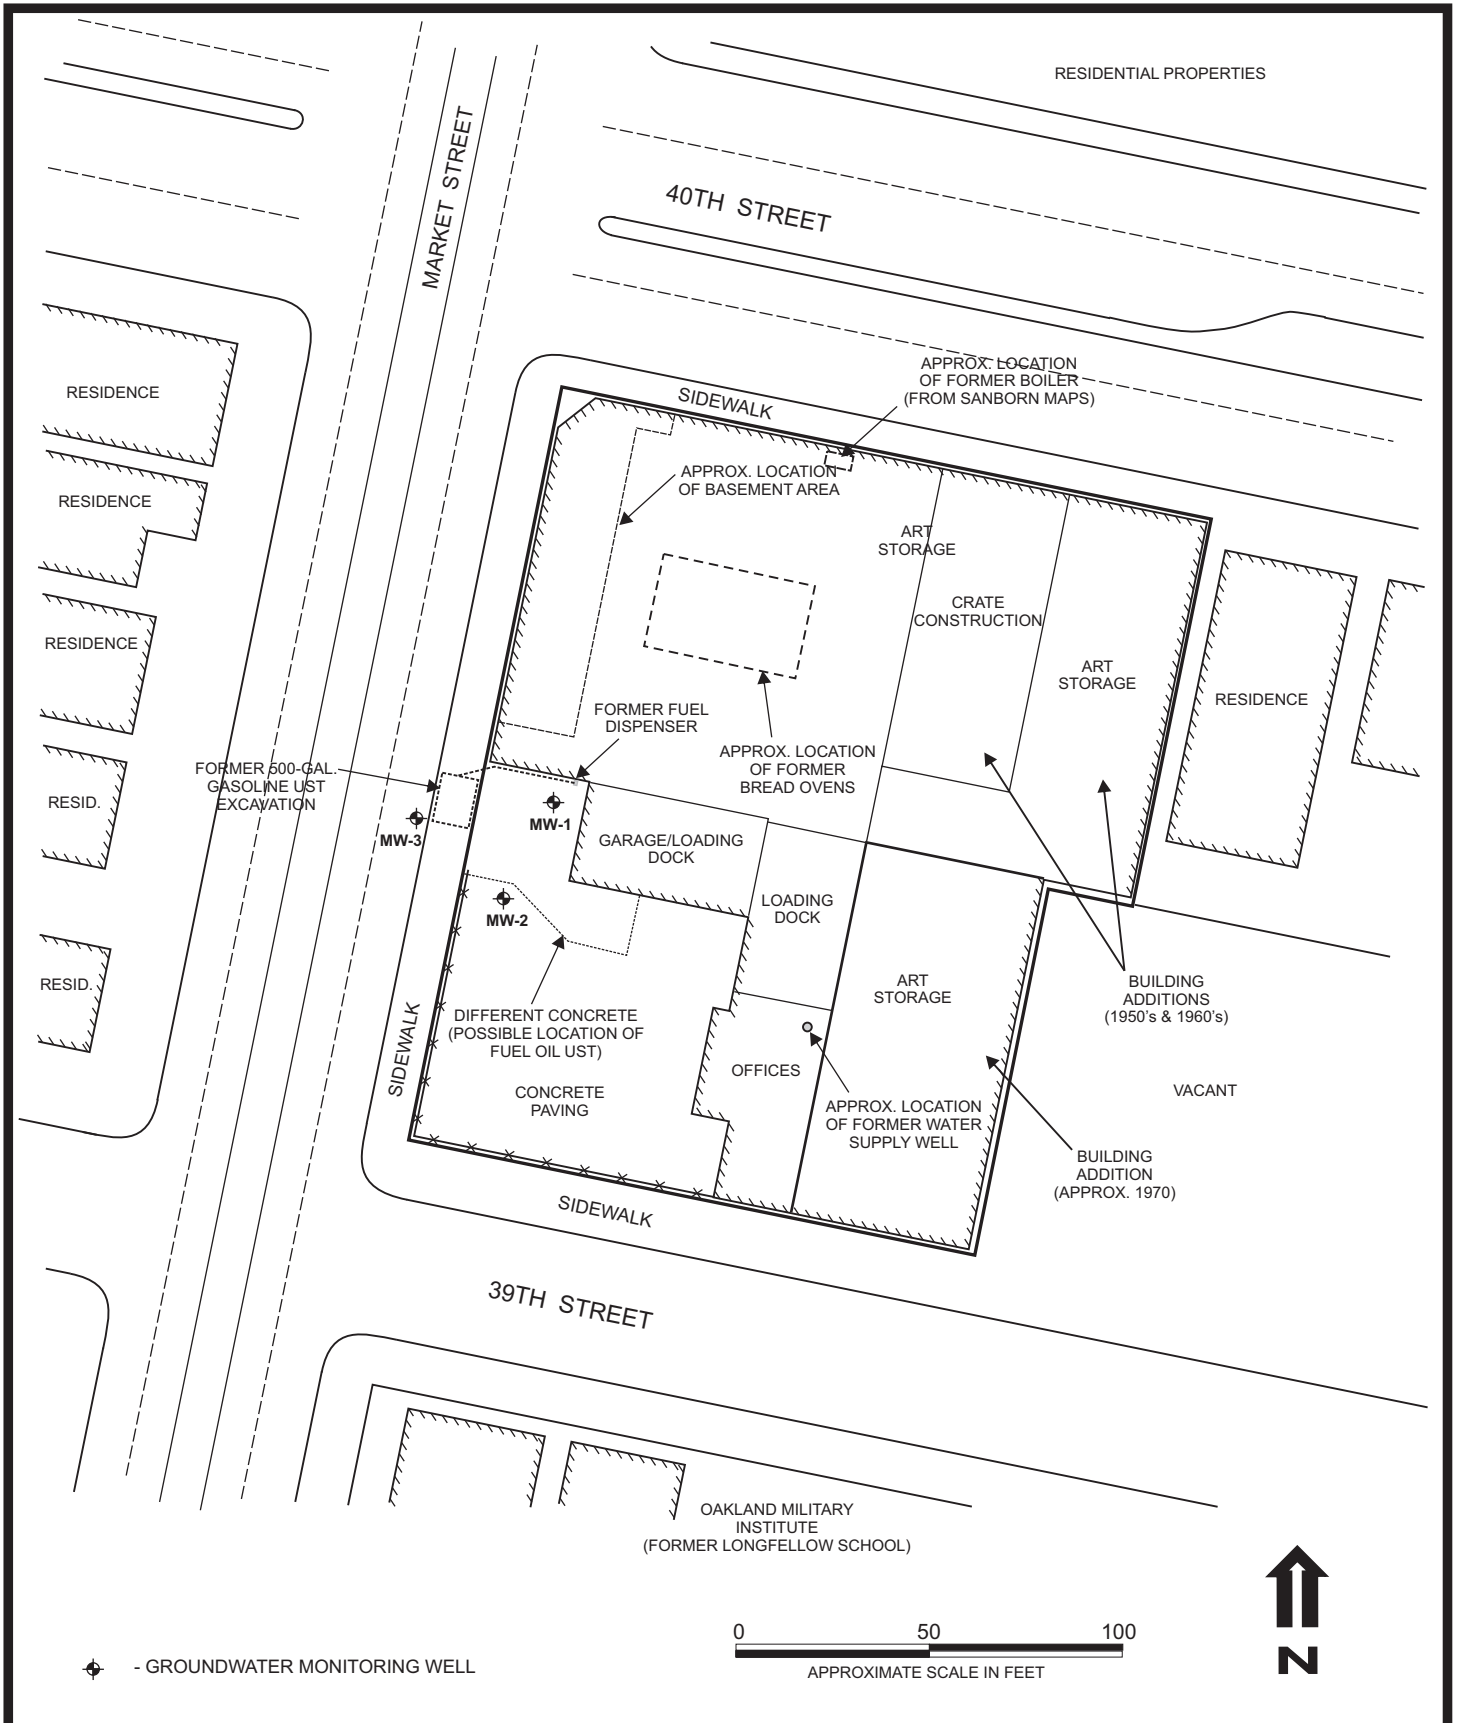 RESIDENTIAL PROPERTIES
MARKET STREET
40TH STREET
APPROX. LOCATION
OF FORMER BOILER
(FROM SANBORN MAPS)
SIDEWALK
RESIDENCE
APPROX. LOCATION
OF BASEMENT AREA
RESIDENCE
ART
STORAGE
CRATE
CONSTRUCTION
RESIDENCE
ART
STORAGE
RESIDENCE
FORMER FUEL
DISPENSER
APPROX. LOCATION
OF FORMER
BREAD OVENS
FORMER 500-GAL.
GASOLINE UST
EXCAVATION
RESID.
MW-1
MW-3
GARAGE/LOADING
DOCK
LOADING
DOCK
MW-2
RESID.
ART
STORAGE
BUILDING
ADDITIONS
(1950's & 1960's)
DIFFERENT CONCRETE
(POSSIBLE LOCATION OF
FUEL OIL UST)
SIDEWALK
OFFICES
VACANT
CONCRETE
PAVING
APPROX. LOCATION
OF FORMER WATER
SUPPLY WELL
BUILDING
ADDITION
(APPROX. 1970)
SIDEWALK
39TH STREET
OAKLAND MILITARY
INSTITUTE
(FORMER LONGFELLOW SCHOOL)
0 50 100
APPROXIMATE SCALE IN FEET
- GROUNDWATER MONITORING WELL
N